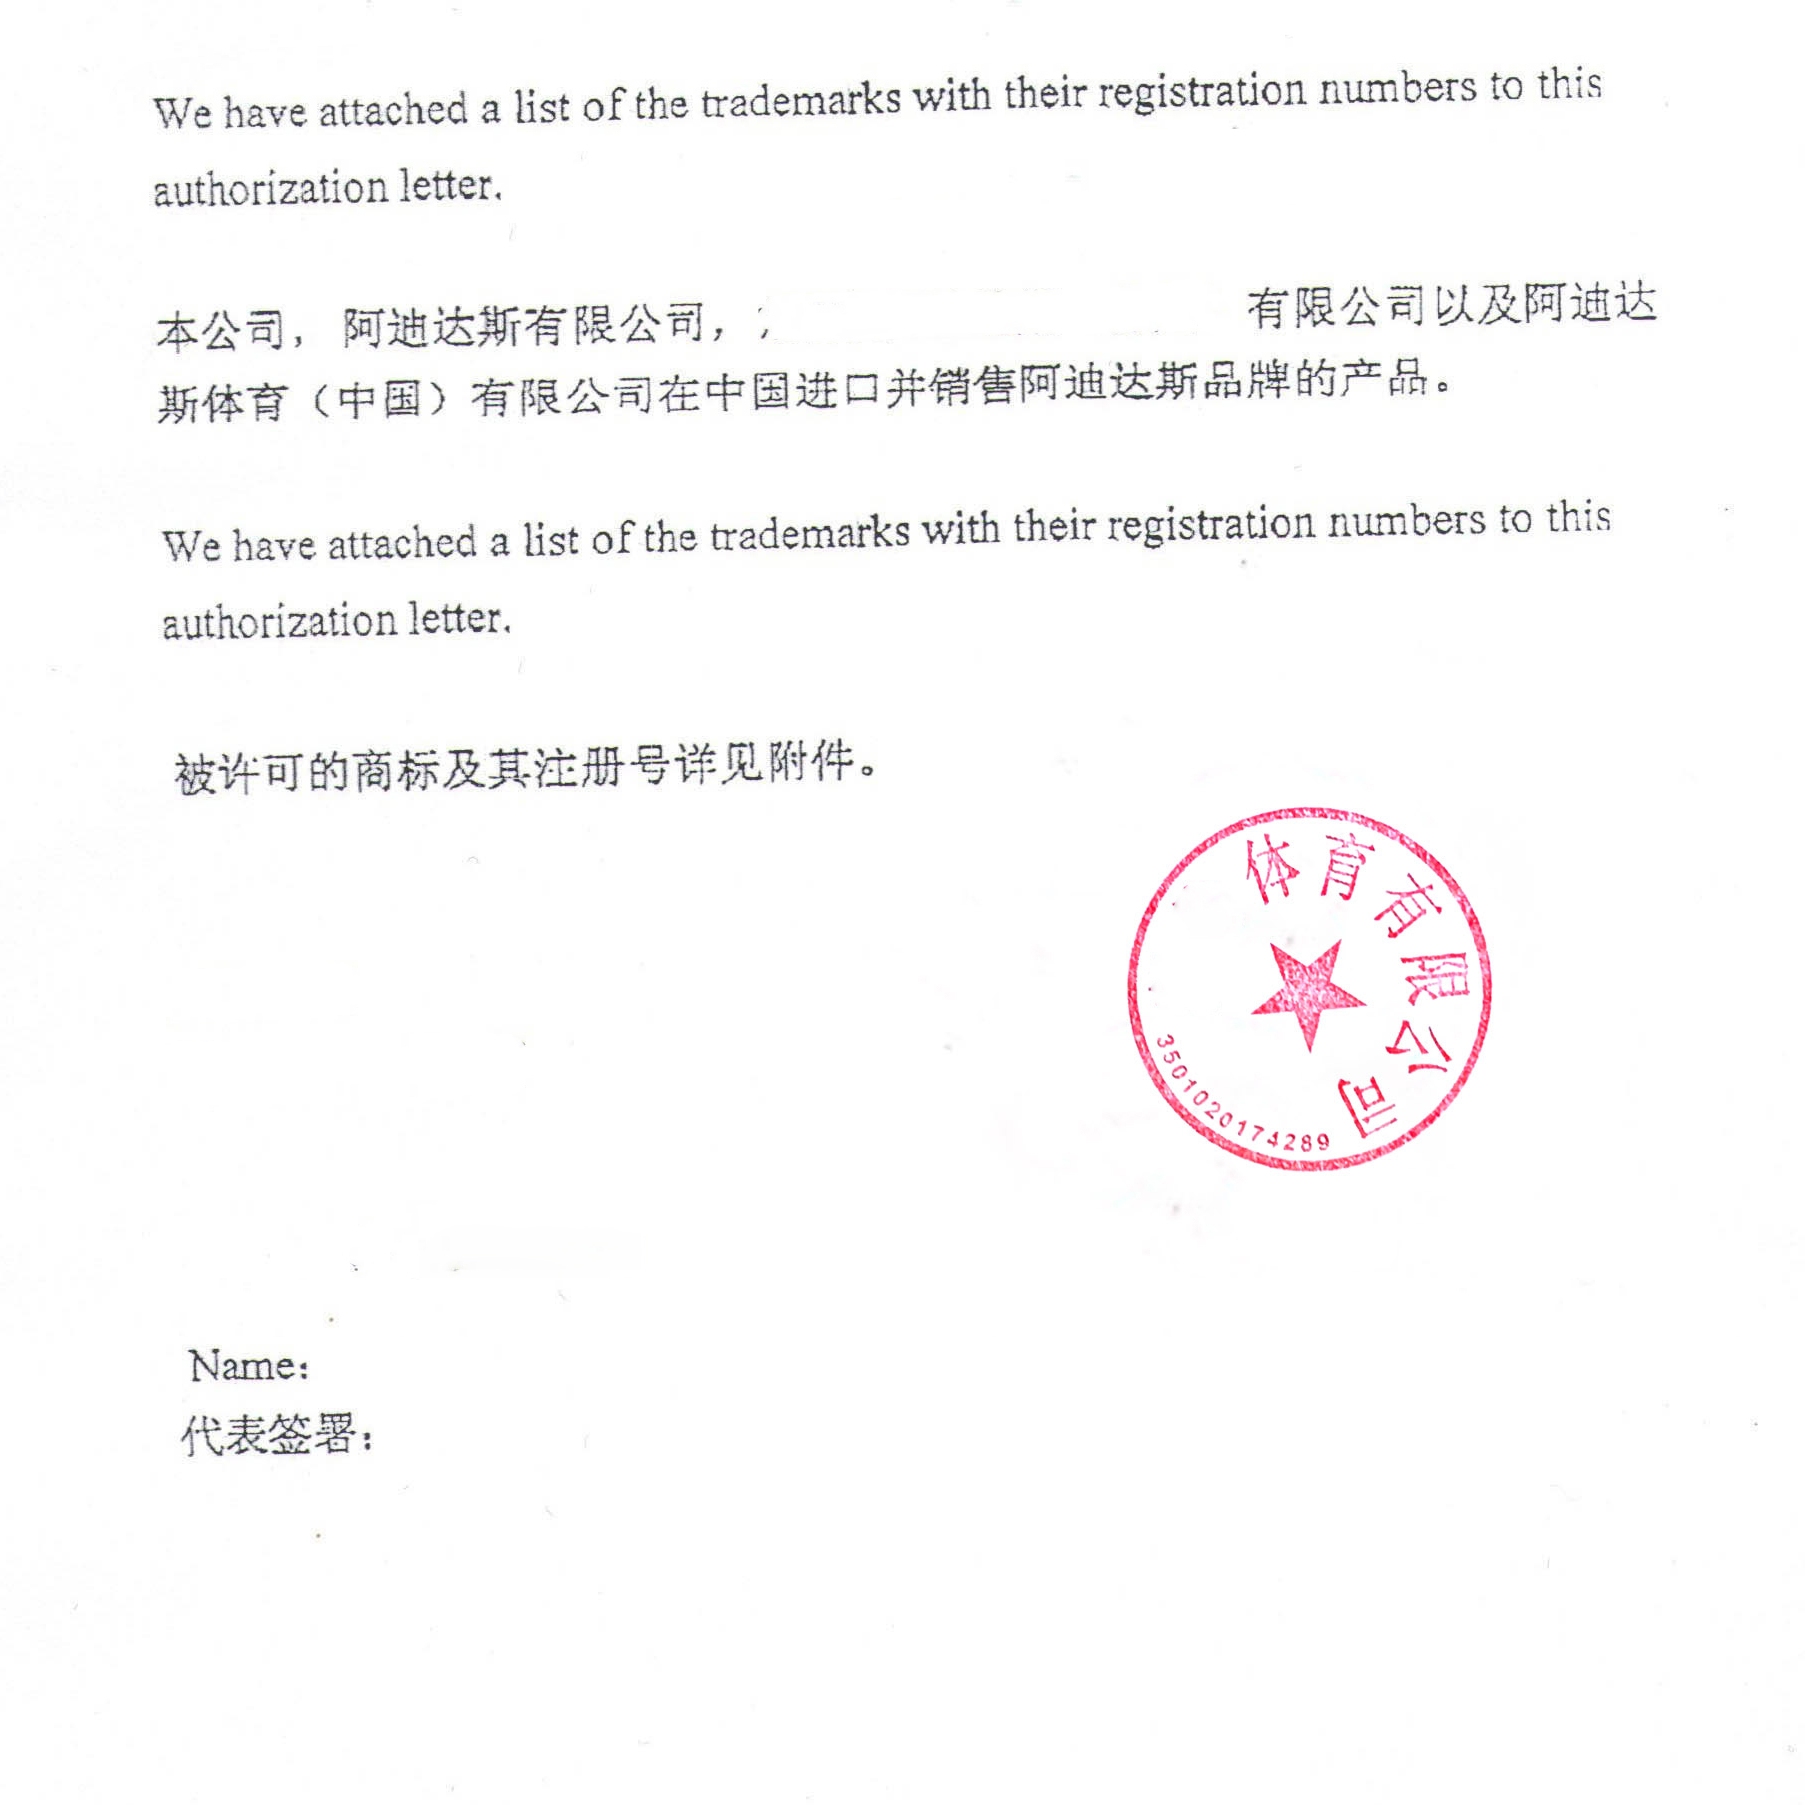 We have attached a list of the trademarks with their registration numbers to this
authorization letter.
本公司，阿迪达斯有限公司，
有限公司以及阿迪达
斯体育（中国）有限公司在中国进口并销售阿迪达斯品牌的产品。
We have attached a list of the trademarks with their registration numbers to this
authorization letter.
被许可的商标及其注册号详见附件。
体育有限公司
3501020174289
Name:
代表签署：